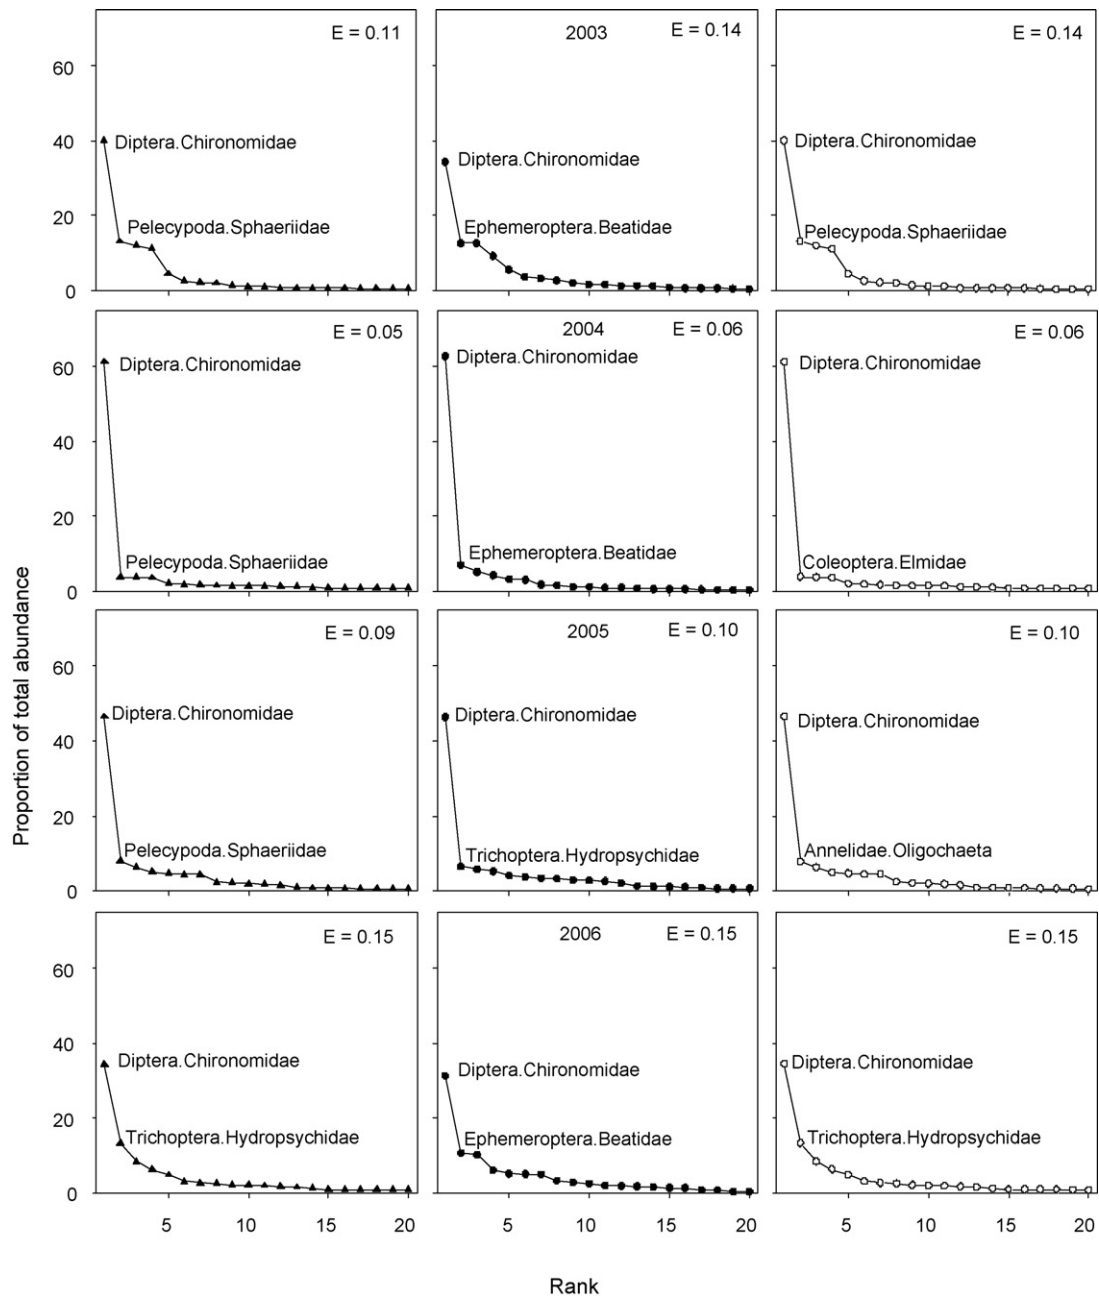 E = 0.11
2003
E = 0.14
E = 0.14
60
40
20
0
Diptera.Chironomidae
Pelecypoda.Sphaeriidae
Diptera.Chironomidae
Ephemeroptera.Beatidae
Diptera.Chironomidae
Pelecypoda.Sphaeriidae
E = 0.05
2004
E = 0.06
E = 0.06
60
40
20
0
Diptera.Chironomidae
Pelecypoda.Sphaeriidae
Diptera.Chironomidae
Ephemeroptera.Beatidae
Diptera.Chironomidae
Coleoptera.Elmidae
Proportion of total abundance
E = 0.09
2005
E = 0.10
E = 0.10
60
40
20
0
Diptera.Chironomidae
Pelecypoda.Sphaeriidae
Diptera.Chironomidae
Trichoptera.Hydropsychidae
Diptera.Chironomidae
Annelidae.Oligochaeta
E = 0.15
2006
E = 0.15
E = 0.15
60
40
20
0
Diptera.Chironomidae
Trichoptera.Hydropsychidae
Diptera.Chironomidae
Ephemeroptera.Beatidae
Diptera.Chironomidae
Trichoptera.Hydropsychidae
5 10 15 20 5 10 15 20 5 10 15 20
Rank